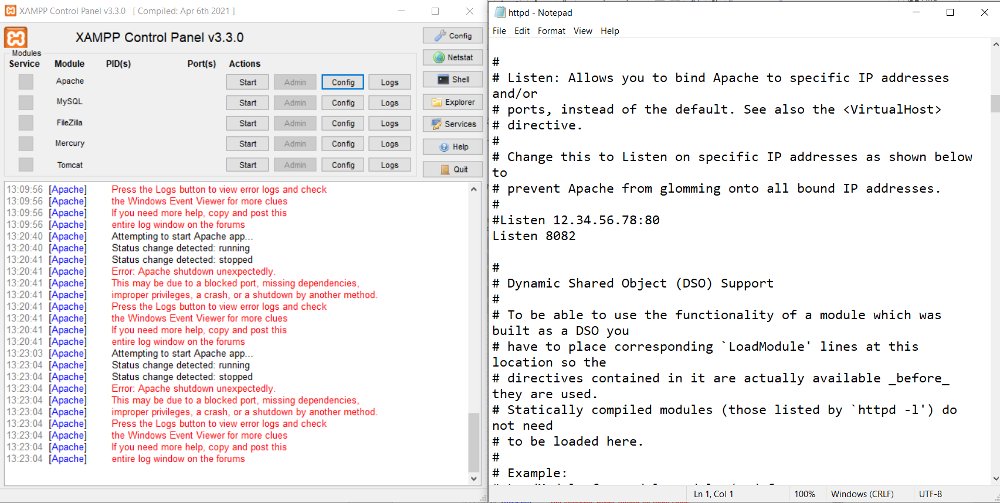 XAMPP Control Panel v3.3.0   [ Compiled: Apr 6th 2021 ]
XAMPP Control Panel v3.3.0
Config
Modules
Service Module PID(s) Port(s) Actions
Netstat
Apache Start Admin Config Logs
Shell
MySQL Start Admin Config Logs
Explorer
FileZilla Start Admin Config Logs
Services
Mercury Start Admin Config Logs
Help
Tomcat Start Admin Config Logs
Quit
13:09:56 [Apache] Press the Logs button to view error logs and check
13:09:56 [Apache] the Windows Event Viewer for more clues
13:09:56 [Apache] If you need more help, copy and post this
13:09:56 [Apache] entire log window on the forums
13:20:40 [Apache] Attempting to start Apache app...
13:20:40 [Apache] Status change detected: running
13:20:41 [Apache] Status change detected: stopped
13:20:41 [Apache] Error: Apache shutdown unexpectedly.
13:20:41 [Apache] This may be due to a blocked port, missing dependencies,
13:20:41 [Apache] improper privileges, a crash, or a shutdown by another method.
13:20:41 [Apache] Press the Logs button to view error logs and check
13:20:41 [Apache] the Windows Event Viewer for more clues
13:20:41 [Apache] If you need more help, copy and post this
13:20:41 [Apache] entire log window on the forums
13:23:03 [Apache] Attempting to start Apache app...
13:23:04 [Apache] Status change detected: running
13:23:04 [Apache] Status change detected: stopped
13:23:04 [Apache] Error: Apache shutdown unexpectedly.
13:23:04 [Apache] This may be due to a blocked port, missing dependencies,
13:23:04 [Apache] improper privileges, a crash, or a shutdown by another method.
13:23:04 [Apache] Press the Logs button to view error logs and check
13:23:04 [Apache] the Windows Event Viewer for more clues
13:23:04 [Apache] If you need more help, copy and post this
13:23:04 [Apache] entire log window on the forums
httpd - Notepad
File Edit Format View Help
#
# Listen: Allows you to bind Apache to specific IP addresses
and/or
# ports, instead of the default. See also the <VirtualHost>
# directive.
#
# Change this to Listen on specific IP addresses as shown below
to
# prevent Apache from glomming onto all bound IP addresses.
#
#Listen 12.34.56.78:80
Listen 8082
#
# Dynamic Shared Object (DSO) Support
#
# To be able to use the functionality of a module which was
built as a DSO you
# have to place corresponding `LoadModule' lines at this
location so the
# directives contained in it are actually available _before_
they are used.
# Statically compiled modules (those listed by `httpd -l') do
not need
# to be loaded here.
#
# Example:
Ln 1, Col 1 100% Windows (CRLF) UTF-8